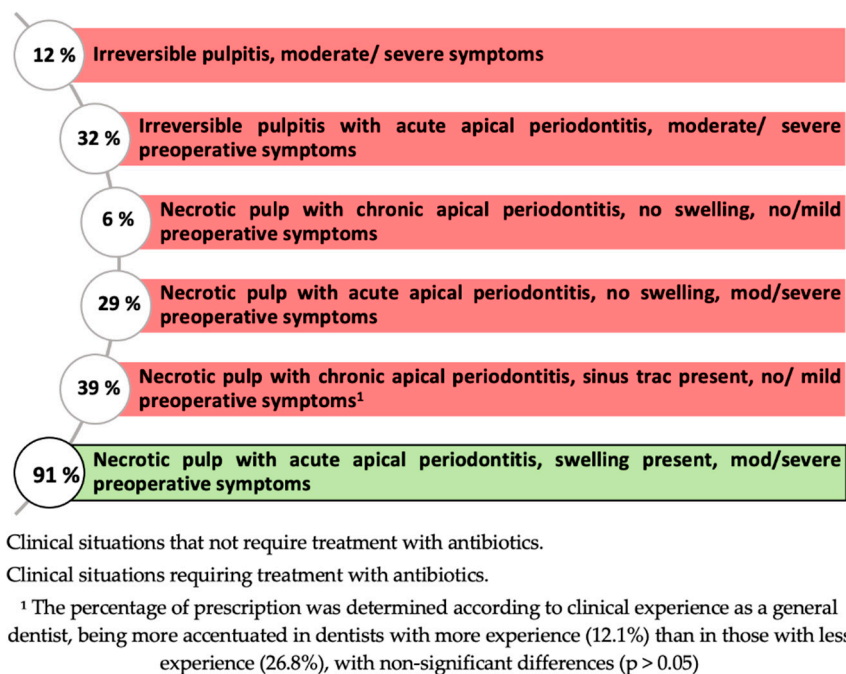 12 % Irreversible pulpitis, moderate/ severe symptoms
32 % Irreversible pulpitis with acute apical periodontitis, moderate/ severe
preoperative symptoms
6 % Necrotic pulp with chronic apical periodontitis, no swelling, no/mild
preoperative symptoms
29 % Necrotic pulp with acute apical periodontitis, no swelling, mod/severe
preoperative symptoms
39 % Necrotic pulp with chronic apical periodontitis, sinus trac present, no/ mild
preoperative symptoms¹
91 % Necrotic pulp with acute apical periodontitis, swelling present, mod/severe
preoperative symptoms
Clinical situations that not require treatment with antibiotics.
Clinical situations requiring treatment with antibiotics.
¹ The percentage of prescription was determined according to clinical experience as a general
dentist, being more accentuated in dentists with more experience (12.1%) than in those with less
experience (26.8%), with non-significant differences (p > 0.05)